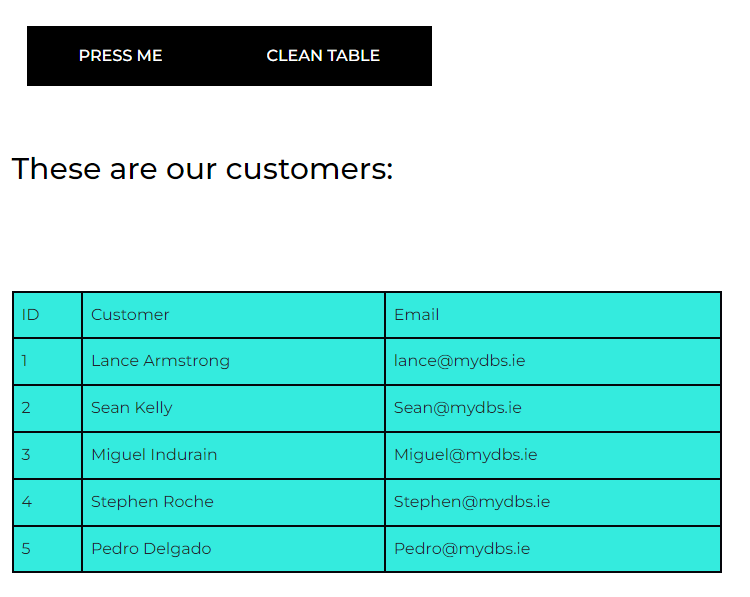 PRESS ME CLEAN TABLE
These are our customers:
ID Customer Email
1 Lance Armstrong lance@mydbs.ie
2 Sean Kelly Sean@mydbs.ie
3 Miguel Indurain Miguel@mydbs.ie
4 Stephen Roche Stephen@mydbs.ie
5 Pedro Delgado Pedro@mydbs.ie